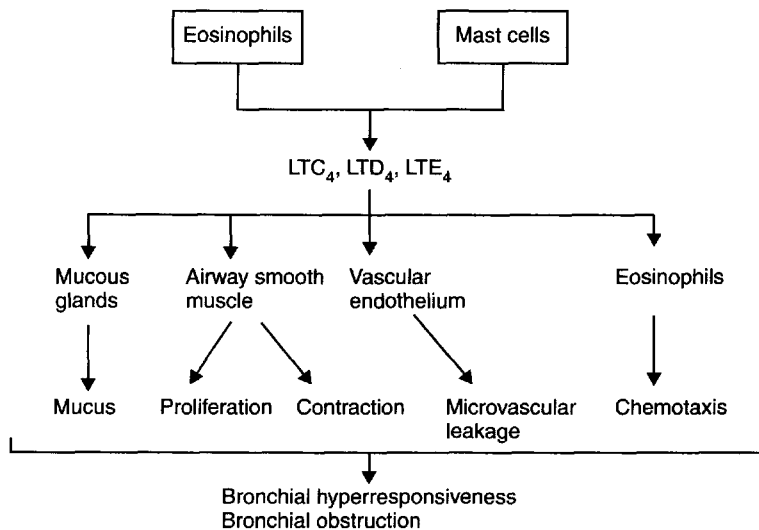 Eosinophils
Mast cells
LTC4, LTD4, LTE4
Mucous
glands
Airway smooth
muscle
Vascular
endothelium
Eosinophils
Mucus
Proliferation
Contraction
Microvascular
leakage
Chemotaxis
Bronchial hyperresponsiveness
Bronchial obstruction